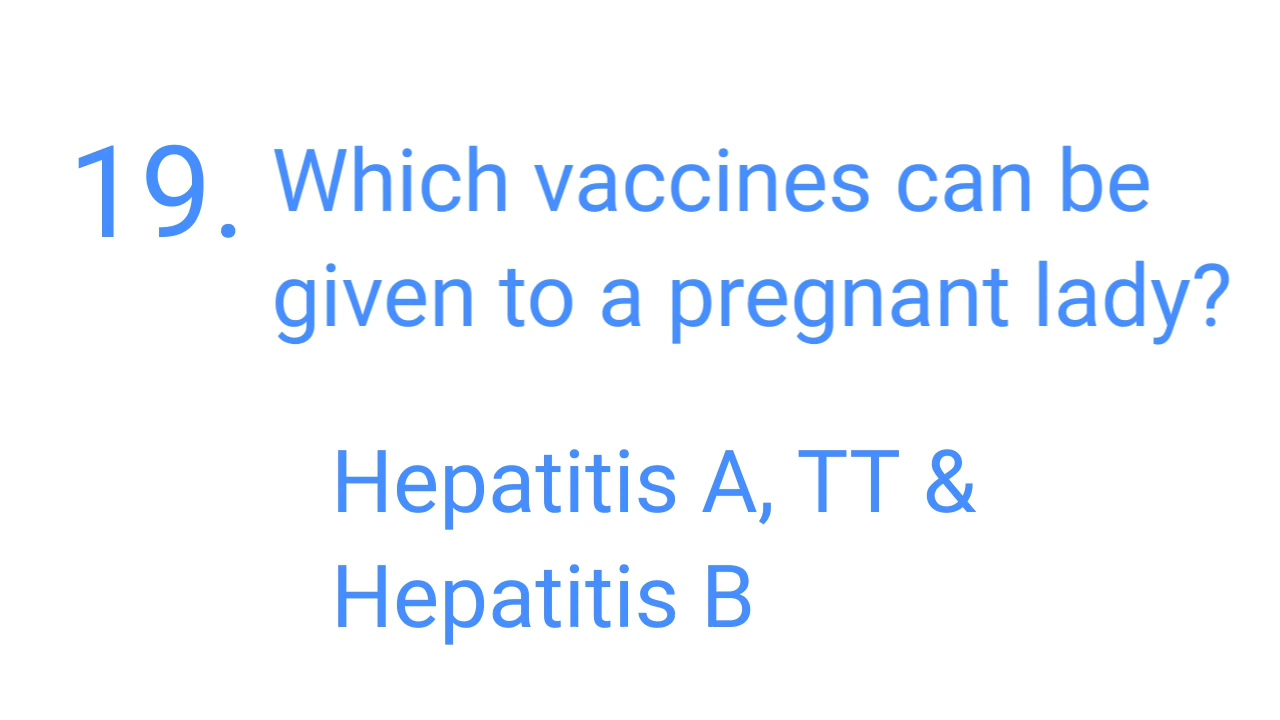 19. Which vaccines can be
given to a pregnant lady?
Hepatitis A, TT &
Hepatitis B